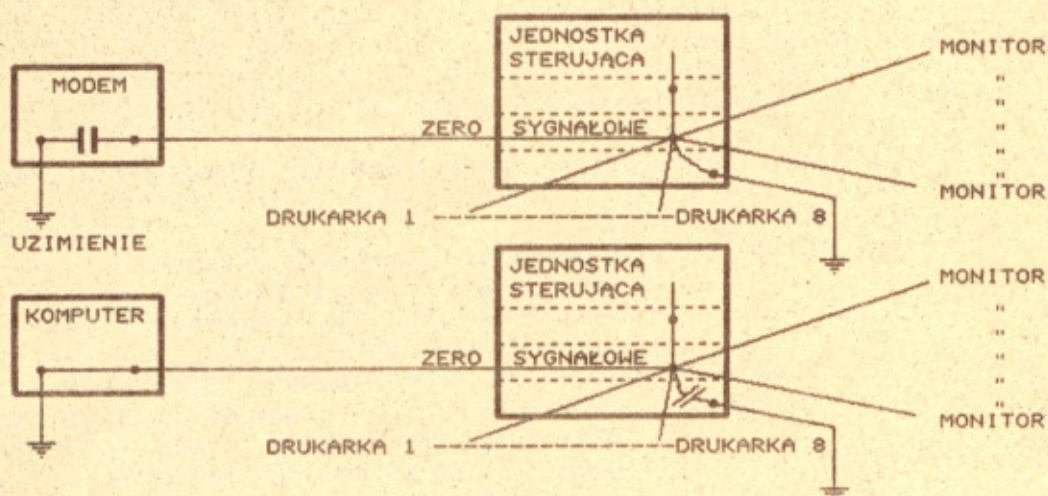 JEDNOSTKA
STERUJĄCA
MONITOR
MODEM
"
"
ZERO SYGNAŁOWE
"
"
"
MONITOR
DRUKARKA 1 DRUKARKA 8
UZIMIENIE
JEDNOSTKA
STERUJĄCA
MONITOR
KOMPUTER
"
"
ZERO SYGNAŁOWE
"
"
"
MONITOR
DRUKARKA 1 DRUKARKA 8